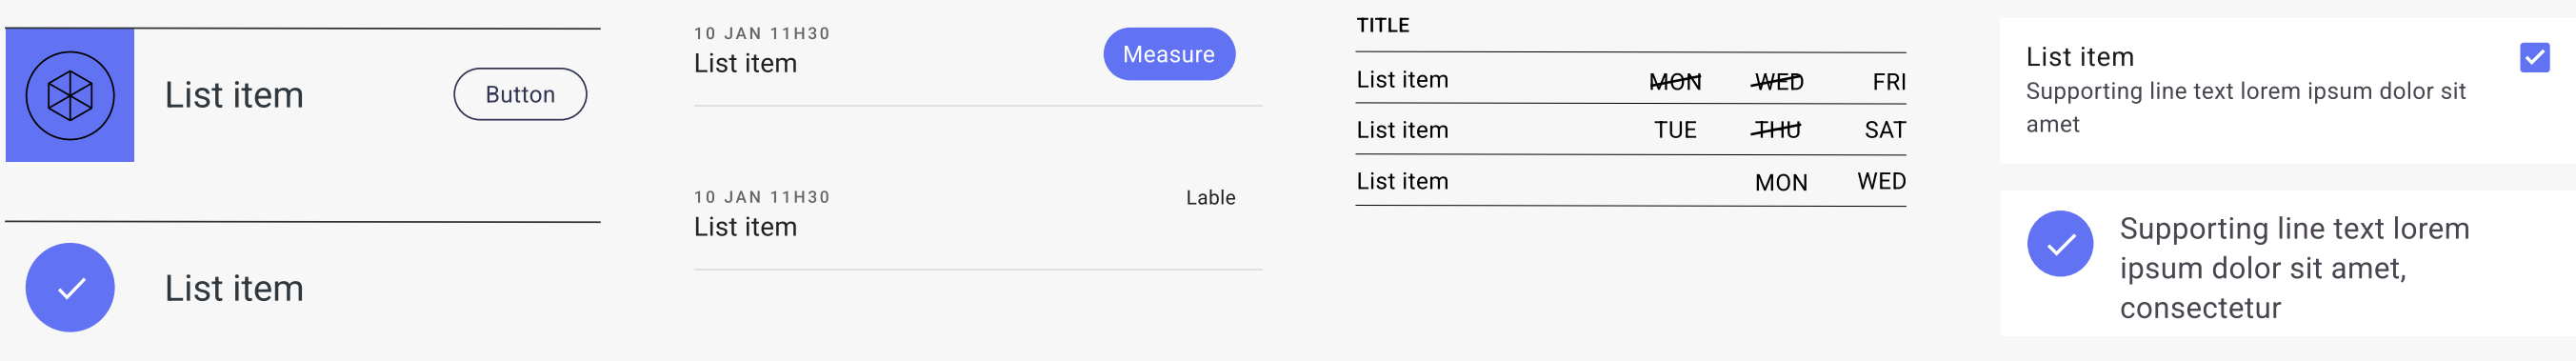 List item
Button
List item
10 JAN 11H30
List item
Measure
10 JAN 11H30
List item
Lable
TITLE
List item MON WED FRI
List item TUE THU SAT
List item MON WED
List item
Supporting line text lorem ipsum dolor sit
amet
Supporting line text lorem
ipsum dolor sit amet,
consectetur